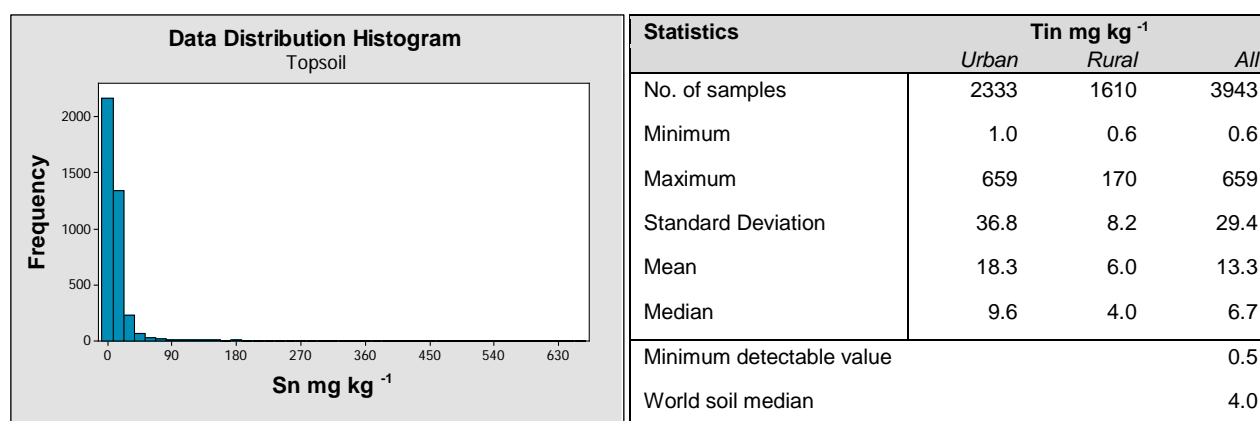 Data Distribution Histogram
Topsoil
Frequency
2000
1500
1000
500
0
0 90 180 270 360 450 540 630
Sn mg kg -1
Statistics Tin mg kg -1
Urban Rural All
No. of samples 2333 1610 3943
Minimum 1.0 0.6 0.6
Maximum 659 170 659
Standard Deviation 36.8 8.2 29.4
Mean 18.3 6.0 13.3
Median 9.6 4.0 6.7
Minimum detectable value 0.5
World soil median 4.0